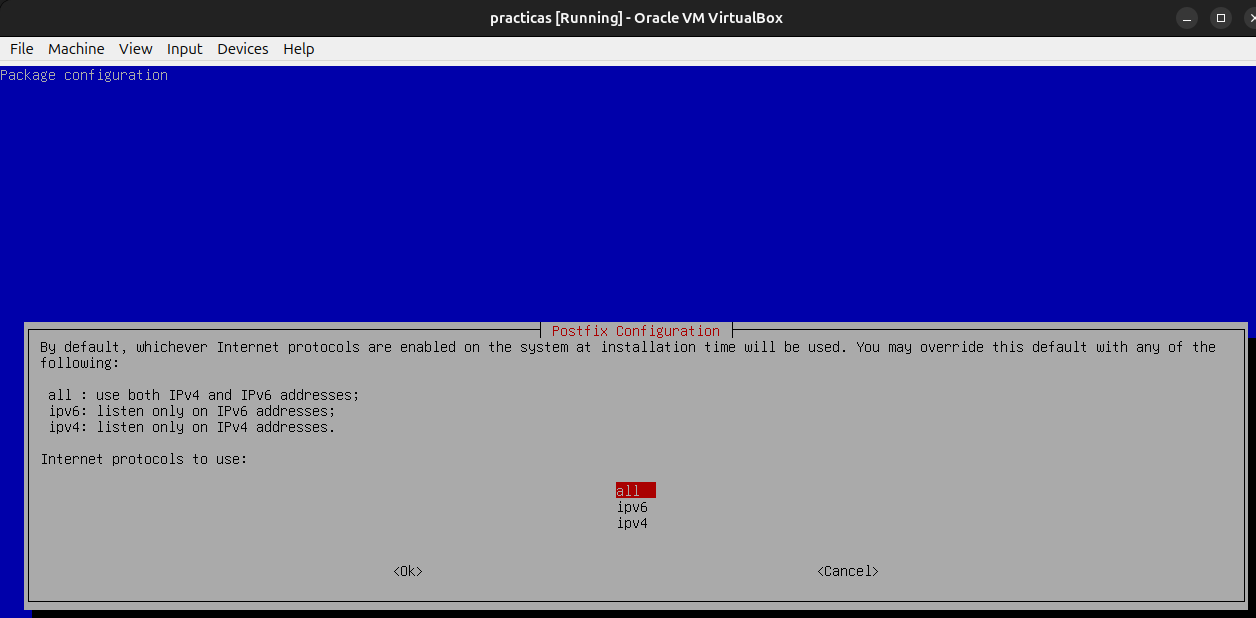 practicas [Running] - Oracle VM VirtualBox
File Machine View Input Devices Help
Package configuration
Postfix Configuration
By default, whichever Internet protocols are enabled on the system at installation time will be used. You may override this default with any of the
following:
all : use both IPv4 and IPv6 addresses;
ipv6: listen only on IPv6 addresses;
ipv4: listen only on IPv4 addresses.
Internet protocols to use:
all
ipv6
ipv4
<Ok> <Cancel>